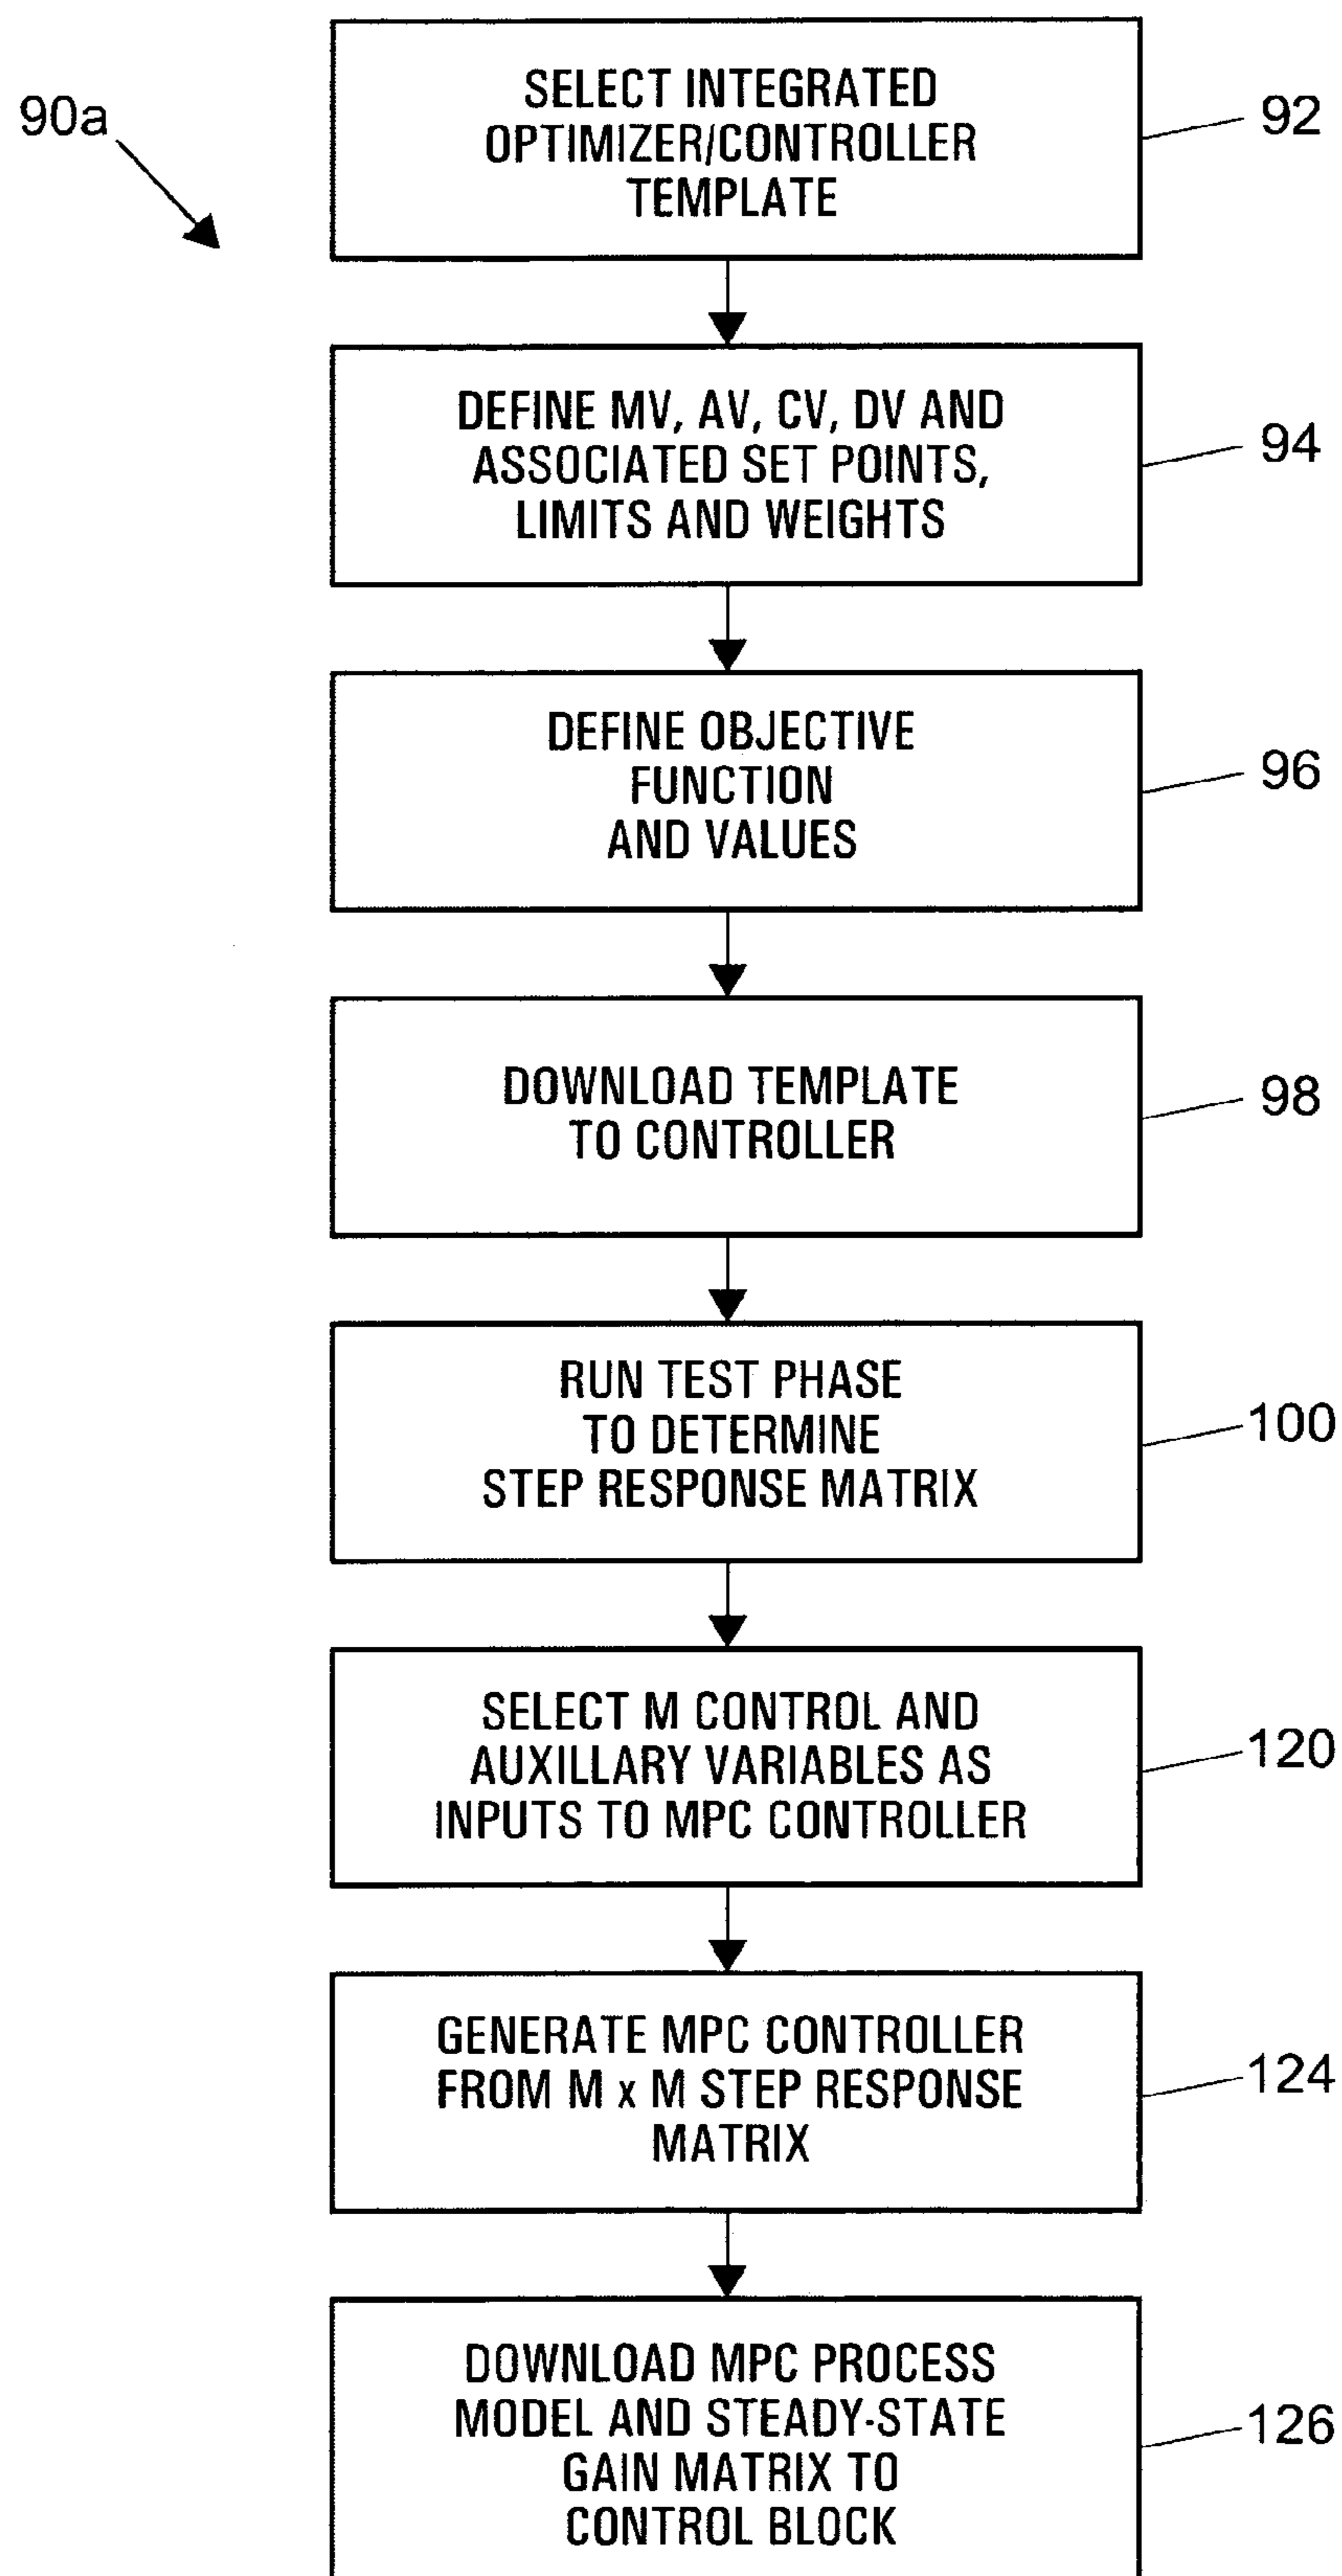 90a
SELECT INTEGRATED
OPTIMIZER/CONTROLLER
TEMPLATE
92
DEFINE MV, AV, CV, DV AND
ASSOCIATED SET POINTS,
LIMITS AND WEIGHTS
94
DEFINE OBJECTIVE
FUNCTION
AND VALUES
96
DOWNLOAD TEMPLATE
TO CONTROLLER
98
RUN TEST PHASE
TO DETERMINE
STEP RESPONSE MATRIX
100
SELECT M CONTROL AND
AUXILLARY VARIABLES AS
INPUTS TO MPC CONTROLLER
120
GENERATE MPC CONTROLLER
FROM M x M STEP RESPONSE
MATRIX
124
DOWNLOAD MPC PROCESS
MODEL AND STEADY-STATE
GAIN MATRIX TO
CONTROL BLOCK
126